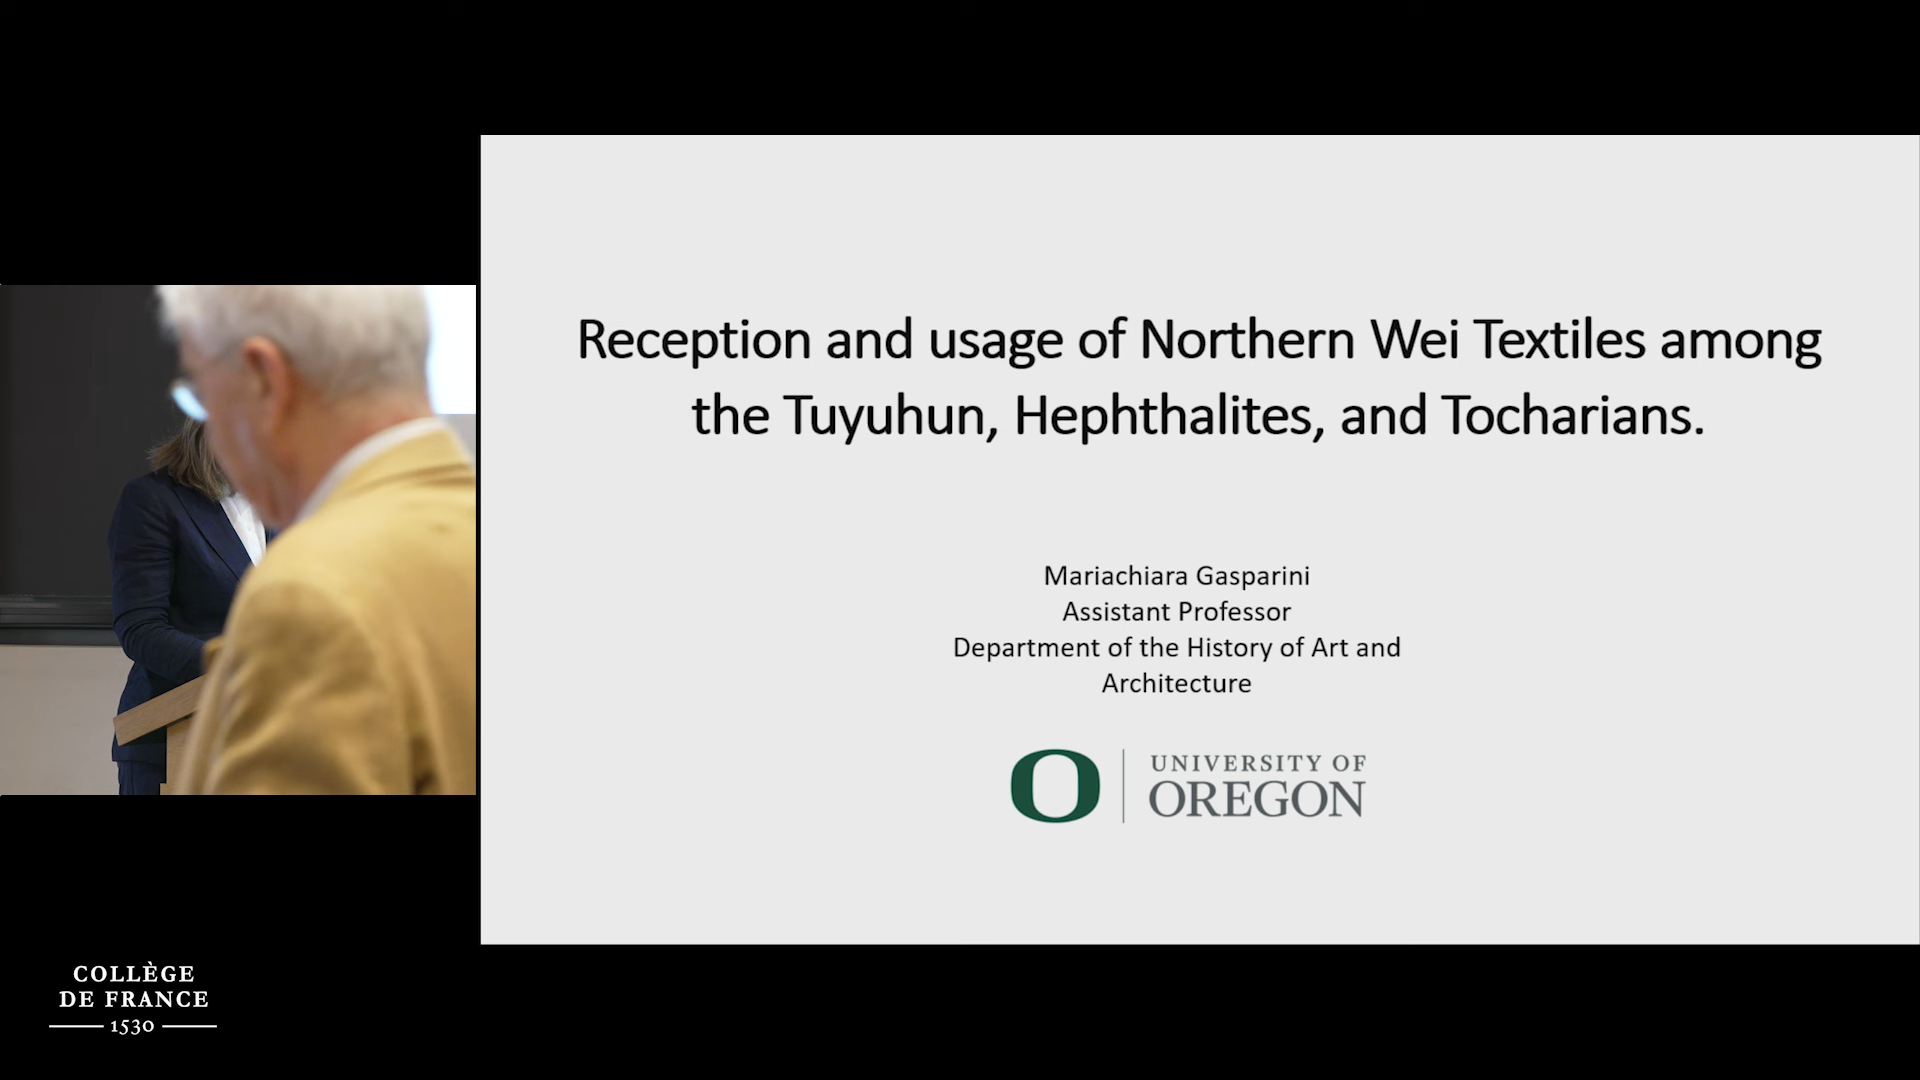 Reception and usage of Northern Wei Textiles among
the Tuyuhun, Hephthalites, and Tocharians.
Mariachiara Gasparini
Assistant Professor
Department of the History of Art and
Architecture
O
UNIVERSITY OF
OREGON
COLLÈGE
DE FRANCE
1530